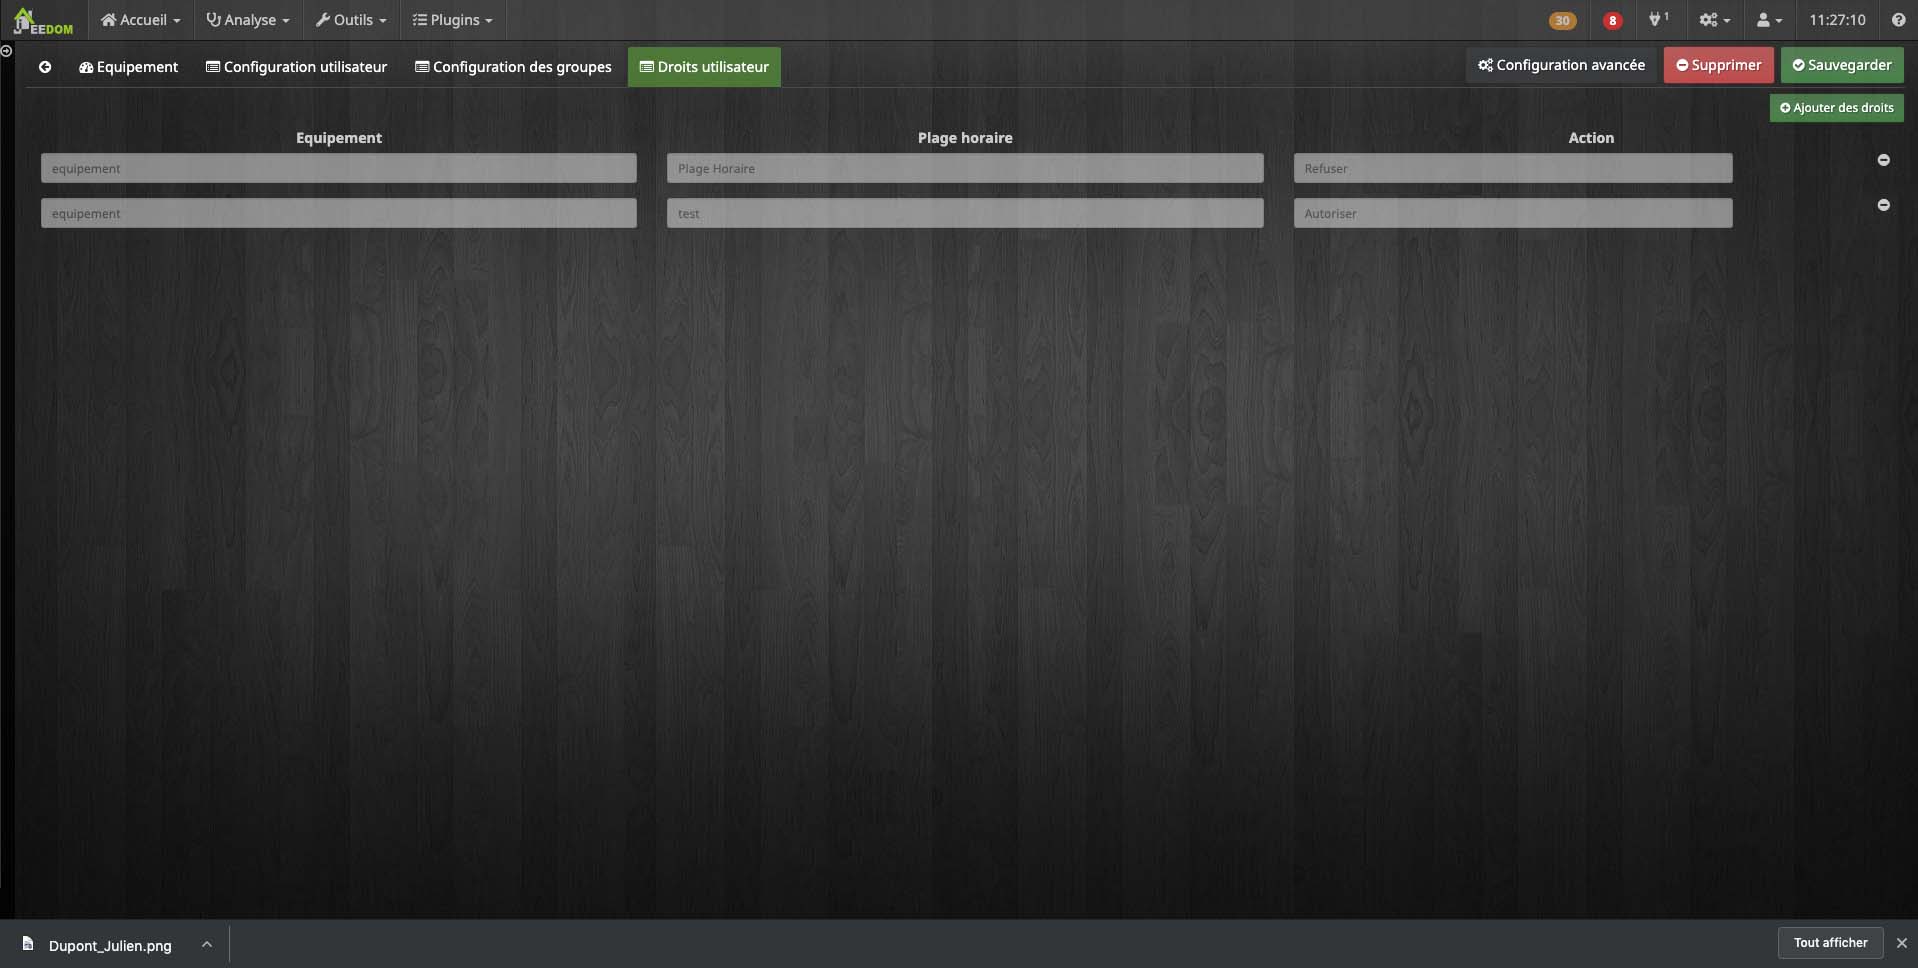 JEEDOM Accueil Analyse Outils Plugins 30 8 1 11:27:10
Equipement Configuration utilisateur Configuration des groupes Droits utilisateur Configuration avancée Supprimer Sauvegarder
Ajouter des droits
Equipement Plage horaire Action
equipement Plage Horaire Refuser
equipement test Autoriser
Dupont_Julien.png Tout afficher